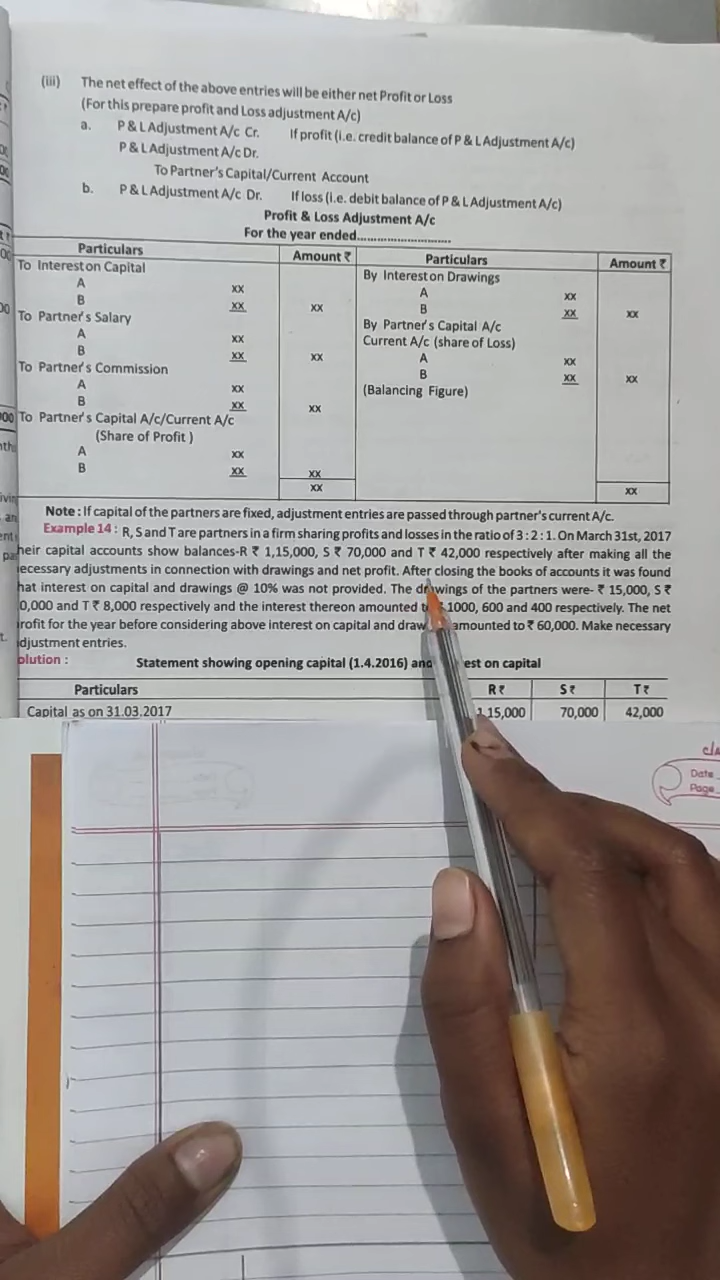 (iii) The net effect of the above entries will be either net Profit or Loss
(For this prepare profit and Loss adjustment A/c)
a. P & L Adjustment A/c Cr. If profit (i.e. credit balance of P & L Adjustment A/c)
P & L Adjustment A/c Dr.
To Partner's Capital/Current Account
b. P & L Adjustment A/c Dr. If loss (i.e. debit balance of P & L Adjustment A/c)
Profit & Loss Adjustment A/c
For the year ended..............................
Particulars Amount ₹ Particulars Amount ₹
To Interest on Capital By Interest on Drawings
A xx A xx
B xx xx B xx xx
To Partner's Salary By Partner's Capital A/c
A xx Current A/c (share of Loss)
B xx xx A xx
To Partner's Commission B xx xx
A xx (Balancing Figure)
B xx xx
To Partner's Capital A/c/Current A/c
(Share of Profit )
A xx
B xx xx
xx xx
Note : If capital of the partners are fixed, adjustment entries are passed through partner's current A/c.
Example 14 : R, S and T are partners in a firm sharing profits and losses in the ratio of 3 : 2 : 1. On March 31st, 2017
heir capital accounts show balances-R ₹ 1,15,000, S ₹ 70,000 and T ₹ 42,000 respectively after making all the
ecessary adjustments in connection with drawings and net profit. After closing the books of accounts it was found
hat interest on capital and drawings @ 10% was not provided. The drawings of the partners were- ₹ 15,000, S ₹
0,000 and T ₹ 8,000 respectively and the interest thereon amounted 1000, 600 and 400 respectively. The net
rofit for the year before considering above interest on capital and draw amounted to ₹ 60,000. Make necessary
djustment entries.
olution : Statement showing opening capital (1.4.2016) and est on capital
Particulars R ₹ S ₹ T ₹
Capital as on 31.03.2017 1,15,000 70,000 42,000
Date
Page